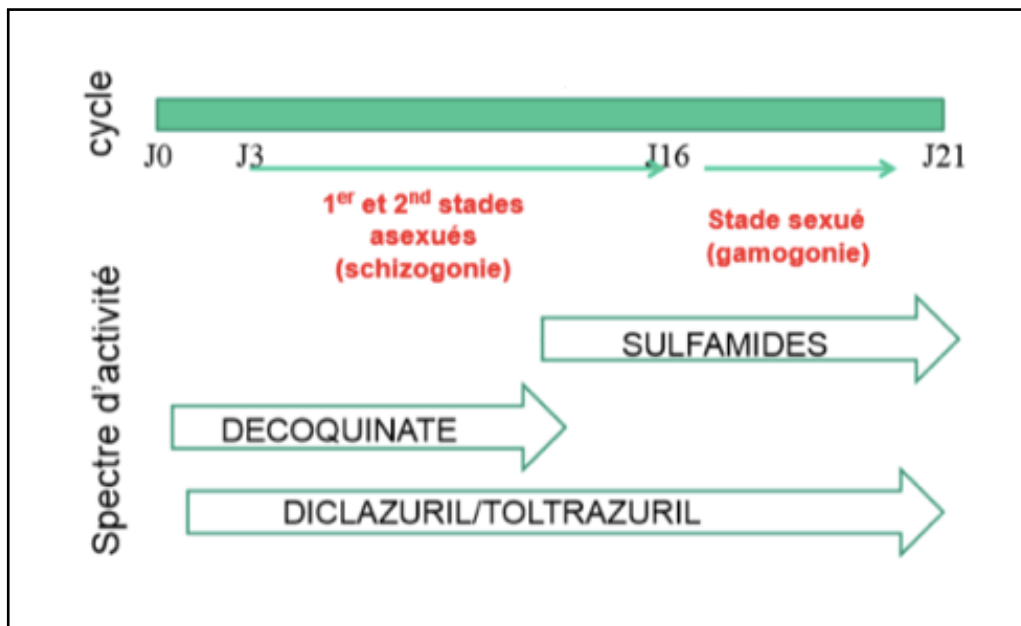 cycle
J0 J3 J16 J21
1er et 2nd stades
asexués
(schizogonie)
Stade sexué
(gamogonie)
Spectre d'activité
SULFAMIDES
DECOQUINATE
DICLAZURIL/TOLTRAZURIL